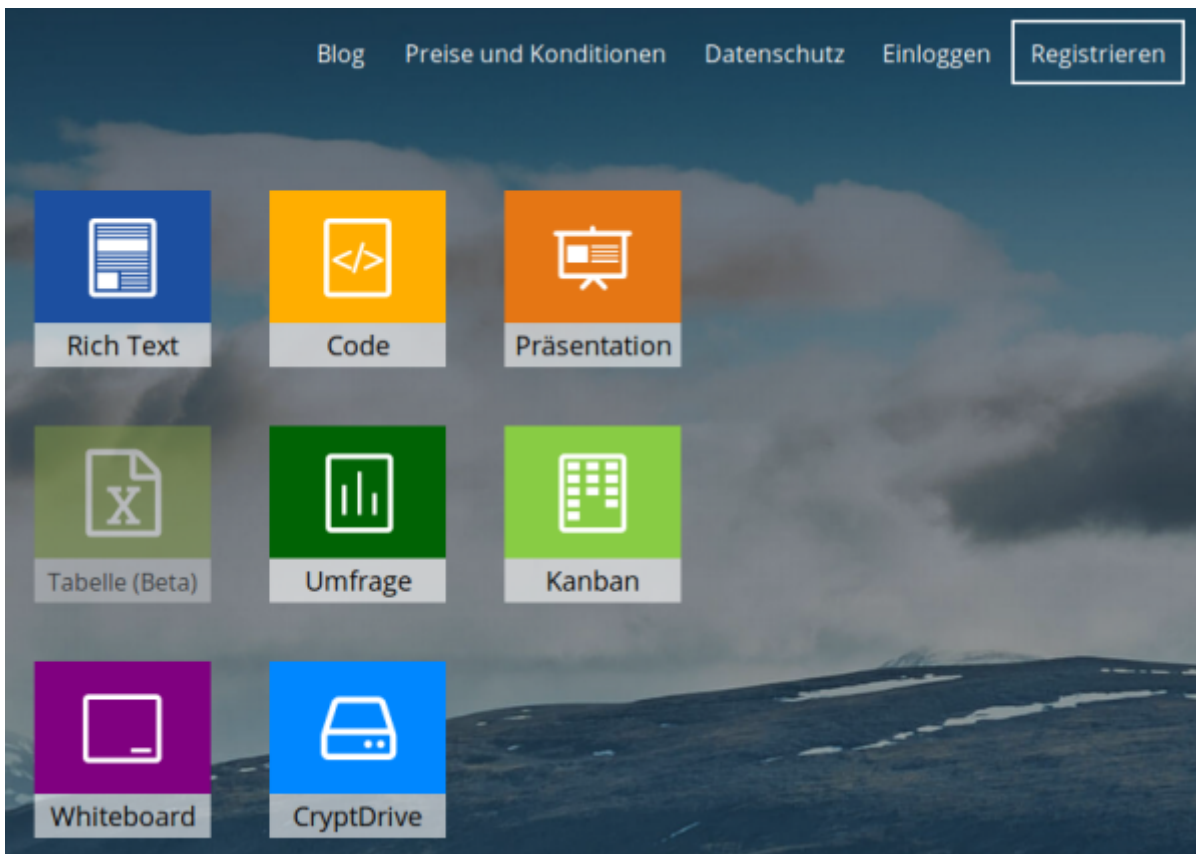 Blog Preise und Konditionen Datenschutz Einloggen Registrieren
</>
Rich Text Code Präsentation
X
Tabelle (Beta) Umfrage Kanban
Whiteboard CryptDrive